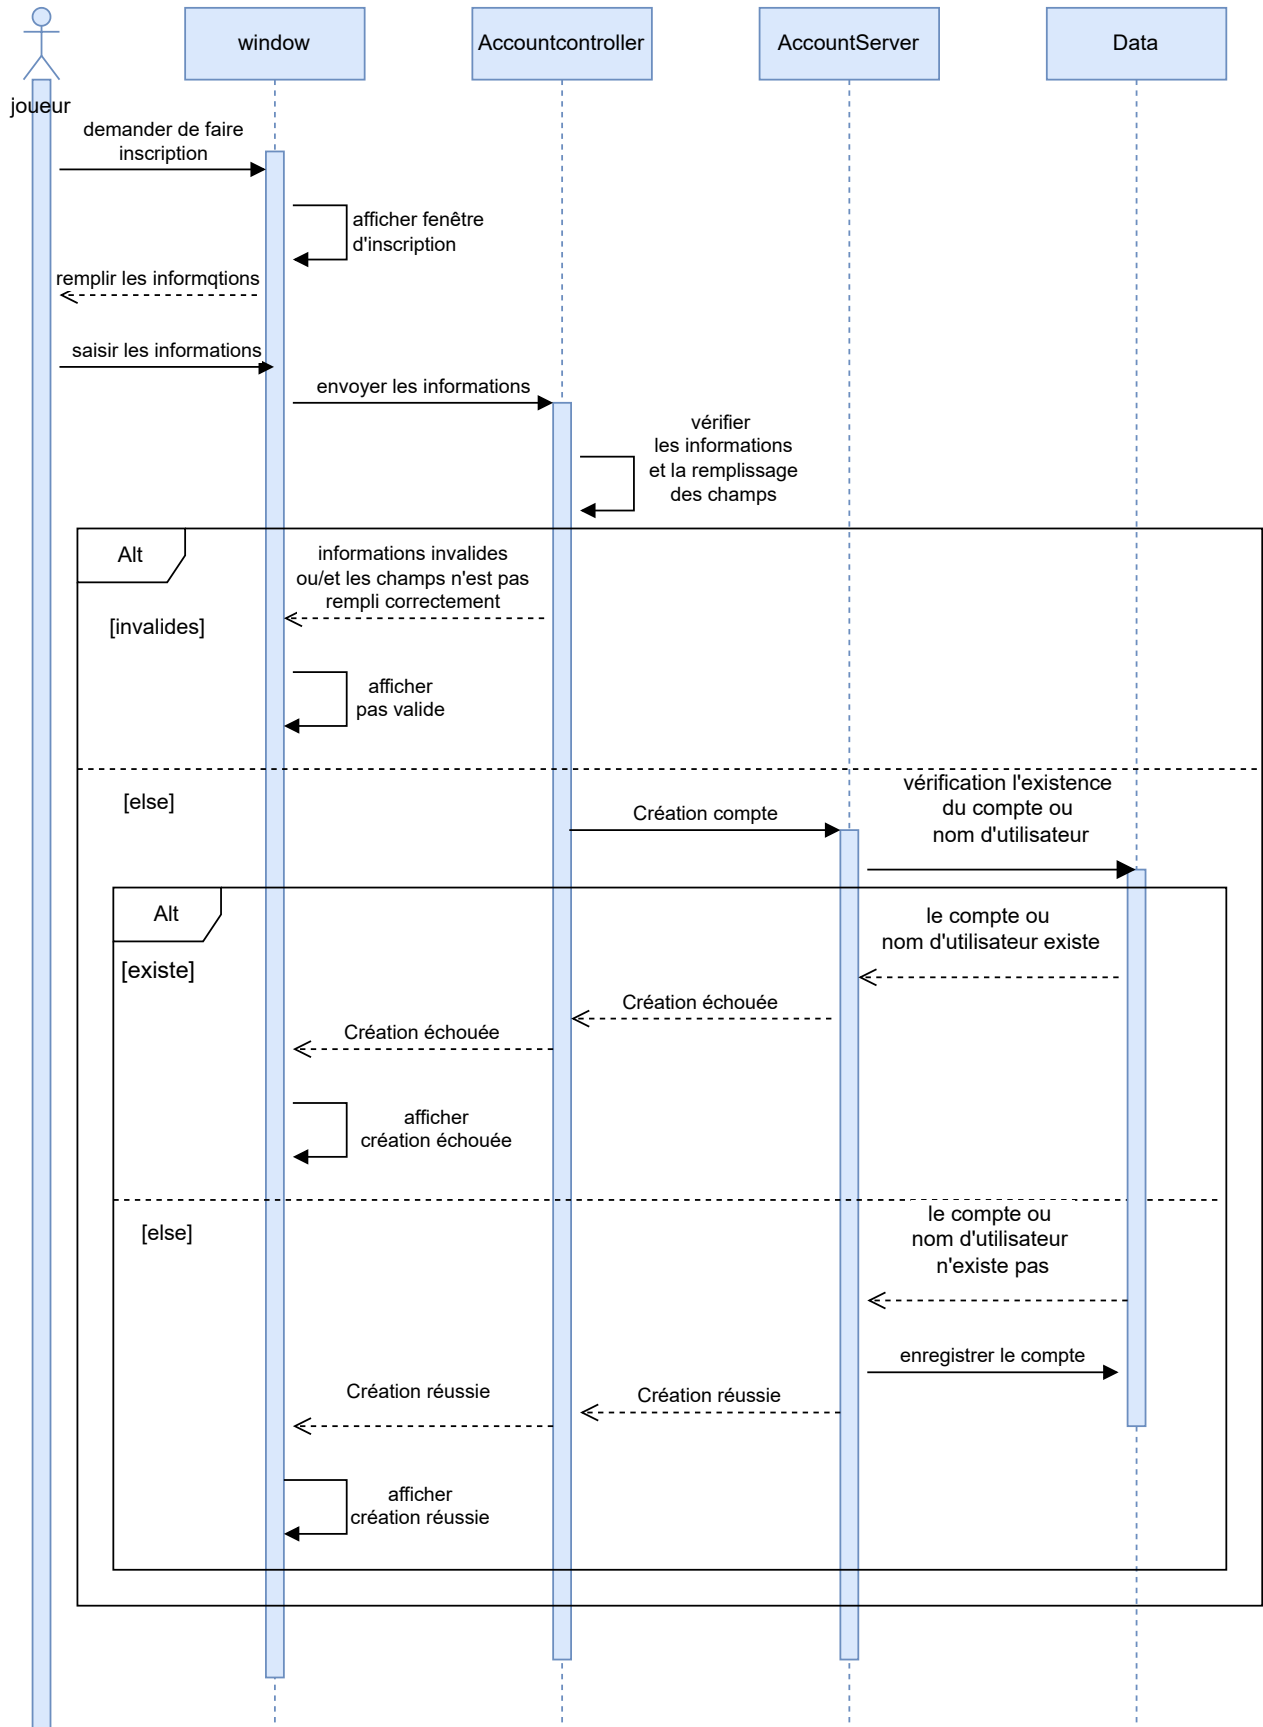 window
Accountcontroller
AccountServer
Data
joueur
demander de faire
inscription
afficher fenêtre
d'inscription
remplir les informqtions
saisir les informations
envoyer les informations
vérifier
les informations
et la remplissage
des champs
Alt
informations invalides
ou/et les champs n'est pas
rempli correctement
[invalides]
afficher
pas valide
[else]
vérification l'existence
du compte ou
nom d'utilisateur
Création compte
Alt
le compte ou
nom d'utilisateur existe
[existe]
Création échouée
Création échouée
afficher
création échouée
[else]
le compte ou
nom d'utilisateur
n'existe pas
enregistrer le compte
Création réussie
Création réussie
afficher
création réussie